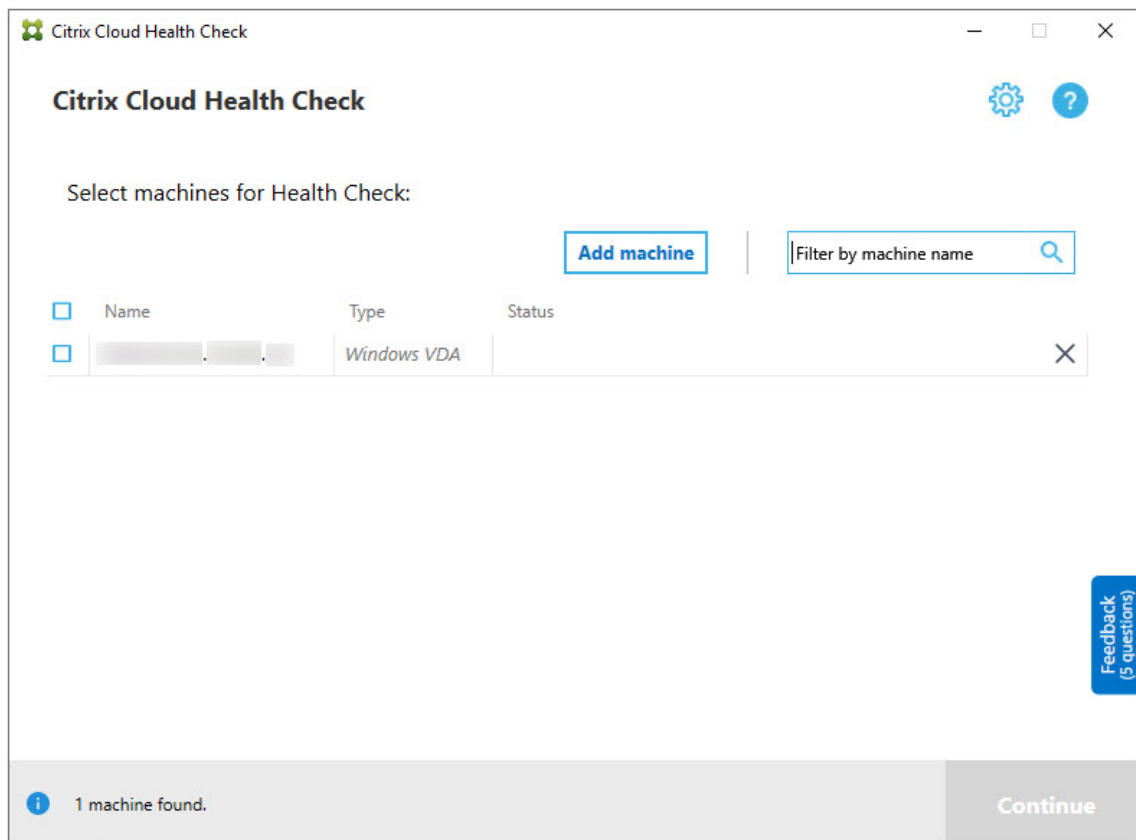 Citrix Cloud Health Check
Citrix Cloud Health Check
?
Select machines for Health Check:
Add machine
Filter by machine name
Name Type Status
Windows VDA
Feedback
(5 questions)
i 1 machine found.
Continue